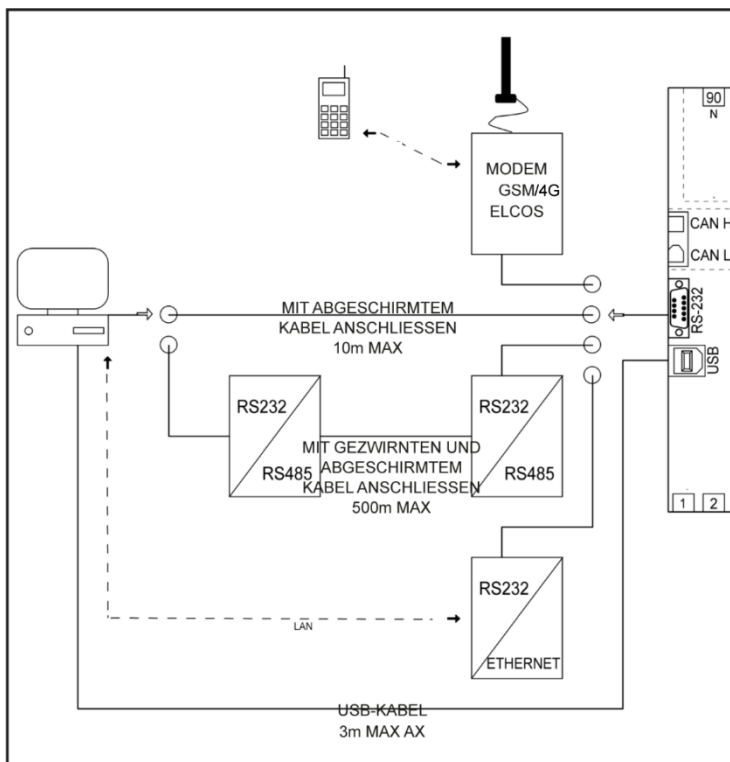 90
N
MODEM
GSM/4G
ELCOS
CAN H
CAN L
RS-232
MIT ABGESCHIRMTEM
KABEL ANSCHLIESSEN
10m MAX
USB
RS232
RS485
RS232
RS485
MIT GEZWIRNTEN UND
ABGESCHIRMTEM
KABEL ANSCHLIESSEN
500m MAX
1 2
RS232
ETHERNET
LAN
USB-KABEL
3m MAX AX